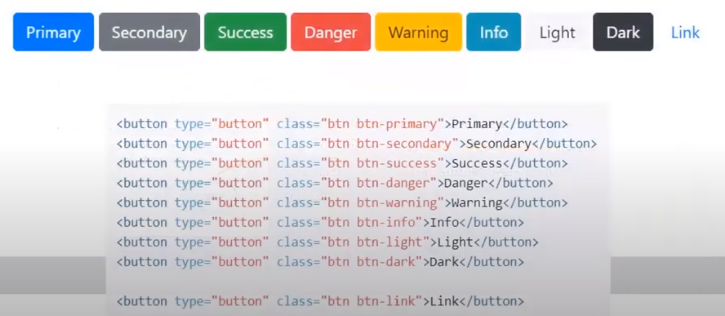 Primary Secondary Success Danger Warning Info Light Dark Link
<button type="button" class="btn btn-primary">Primary</button>
<button type="button" class="btn btn-secondary">Secondary</button>
<button type="button" class="btn btn-success">Success</button>
<button type="button" class="btn btn-danger">Danger</button>
<button type="button" class="btn btn-warning">Warning</button>
<button type="button" class="btn btn-info">Info</button>
<button type="button" class="btn btn-light">Light</button>
<button type="button" class="btn btn-dark">Dark</button>
<button type="button" class="btn btn-link">Link</button>